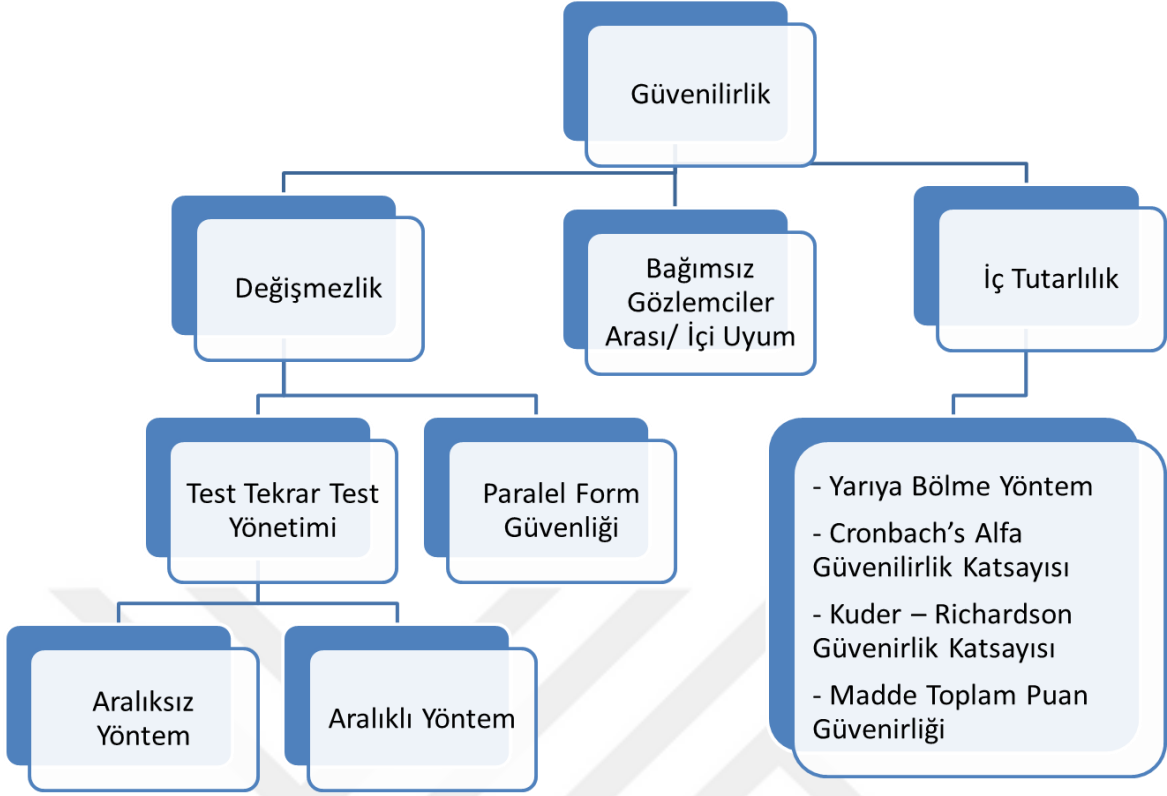 Güvenilirlik
Değişmezlik
Bağımsız
Gözlemciler
Arası/ İçi Uyum
İç Tutarlılık
Test Tekrar Test
Yönetimi
Paralel Form
Güvenliği
Aralıksız
Yöntem
Aralıklı Yöntem
- Yarıya Bölme Yöntem
- Cronbach’s Alfa
Güvenilirlik Katsayısı
- Kuder – Richardson
Güvenirlik Katsayısı
- Madde Toplam Puan
Güvenirliği